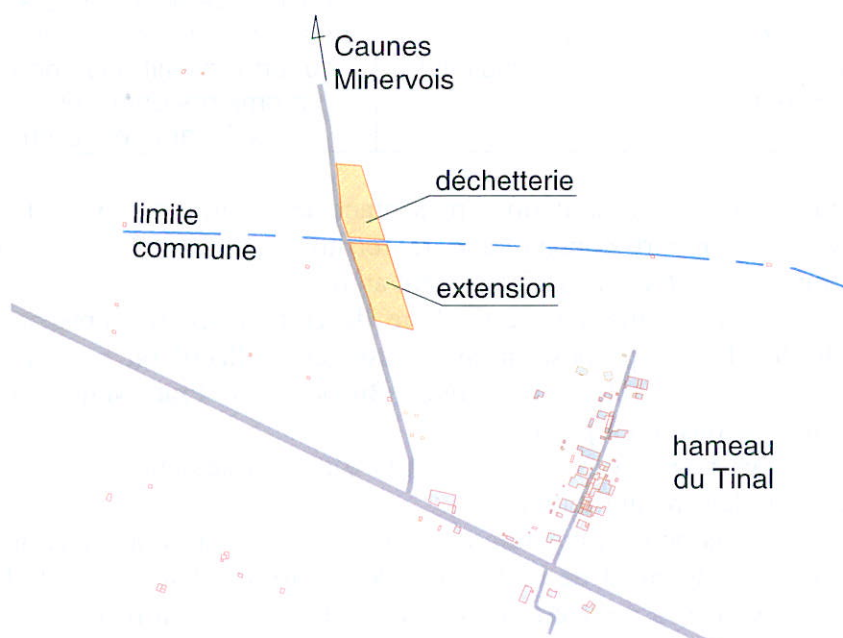 Caunes
Minervois
déchetterie
limite
commune
extension
hameau
du Tinal